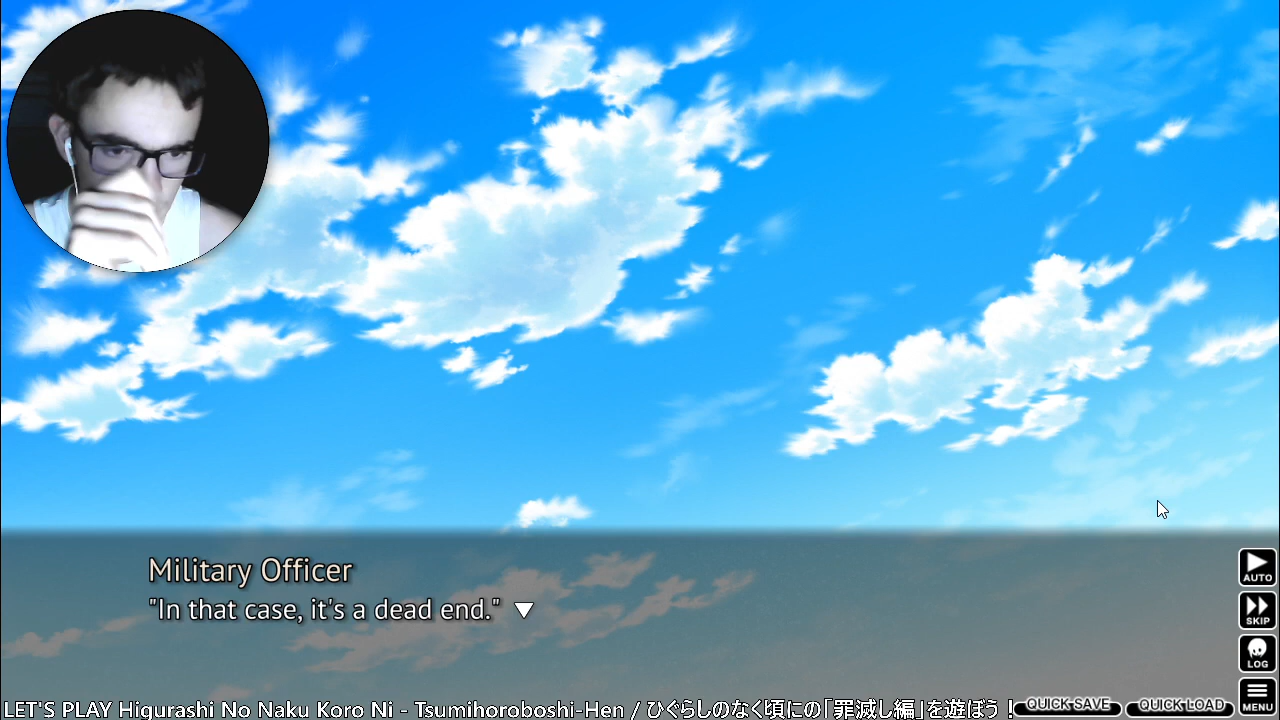 Military Officer
"In that case, it's a dead end."
AUTO
SKIP
LOG
MENU
QUICK SAVE
QUICK LOAD
LET'S PLAY Higurashi No Naku Koro Ni - Tsumihoroboshi-Hen / ひぐらしのなく頃にの「罪滅し編」を遊ぼう！